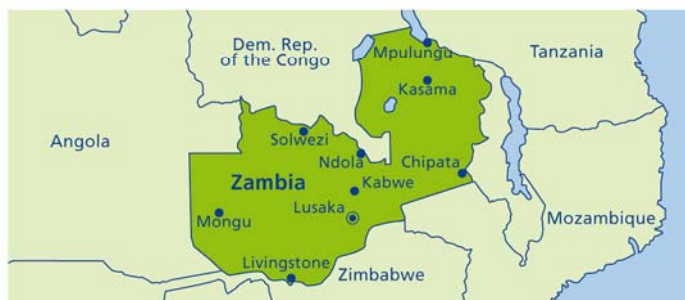 Dem. Rep.
of the Congo
Tanzania
Mpulungu
Kasama
Angola
Solwezi
Ndola
Chipata
Zambia
Kabwe
Lusaka
Mongu
Mozambique
Livingstone
Zimbabwe